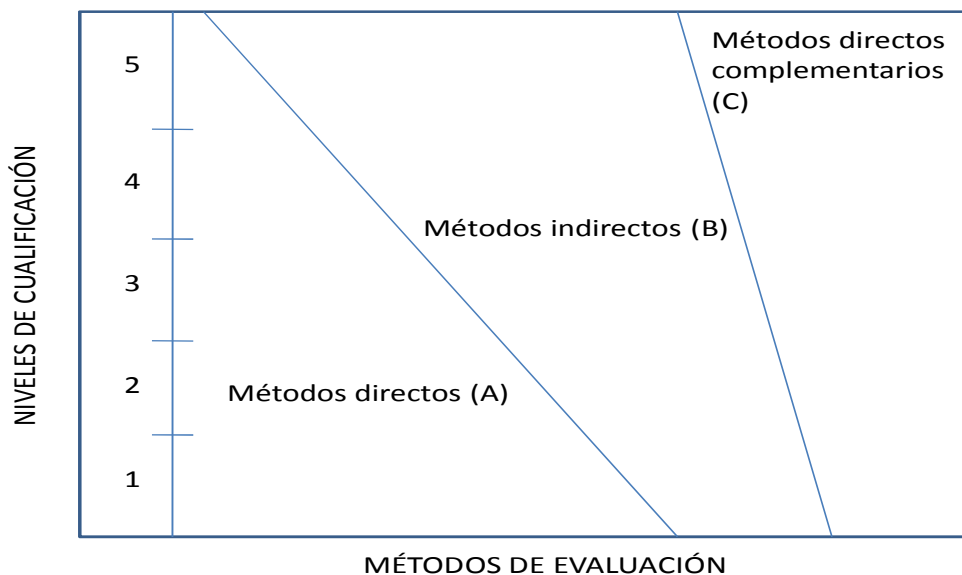 NIVELES DE CUALIFICACIÓN
5
4
3
2
1
Métodos directos
complementarios
(C)
Métodos indirectos (B)
Métodos directos (A)
MÉTODOS DE EVALUACIÓN